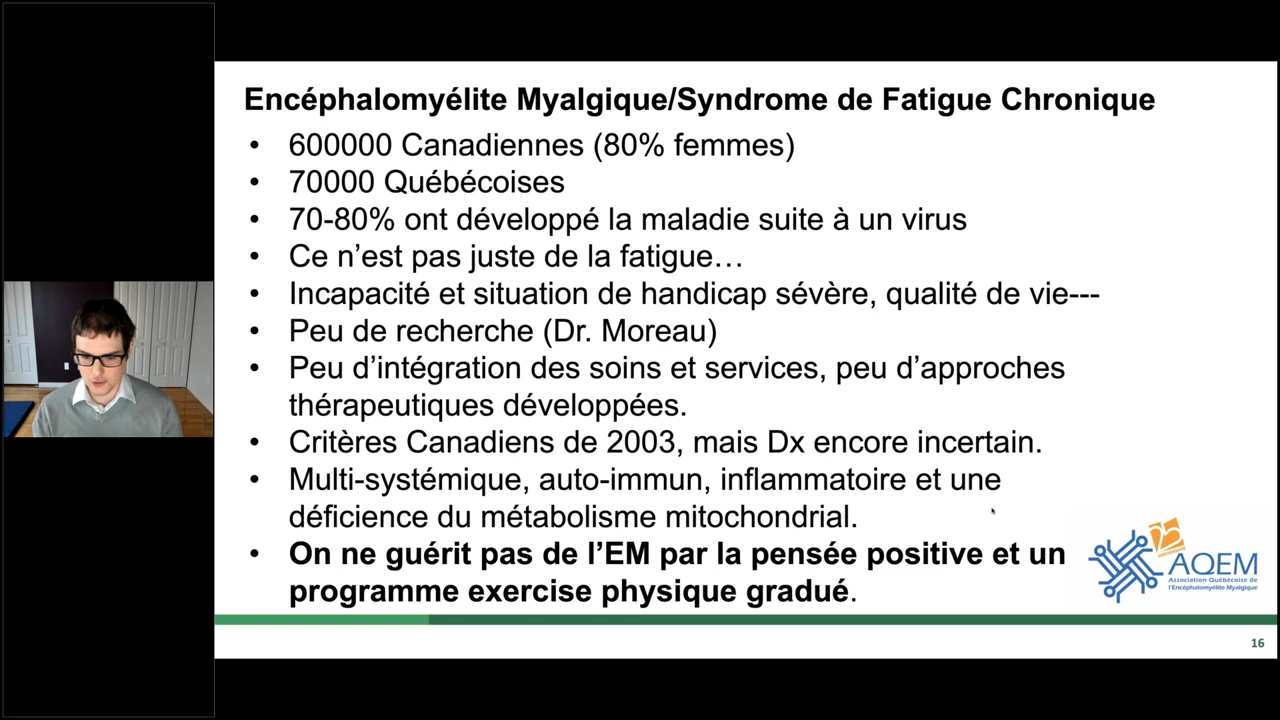 Encéphalomyélite Myalgique/Syndrome de Fatigue Chronique
• 600000 Canadiennes (80% femmes)
• 70000 Québécoises
• 70-80% ont développé la maladie suite à un virus
• Ce n’est pas juste de la fatigue…
• Incapacité et situation de handicap sévère, qualité de vie---
• Peu de recherche (Dr. Moreau)
• Peu d’intégration des soins et services, peu d’approches
thérapeutiques développées.
• Critères Canadiens de 2003, mais Dx encore incertain.
• Multi-systémique, auto-immun, inflammatoire et une
déficience du métabolisme mitochondrial.
• On ne guérit pas de l’EM par la pensée positive et un
programme exercise physique gradué.
25
AQEM
Association Québécoise de
l’Encéphalomyélite Myalgique
16